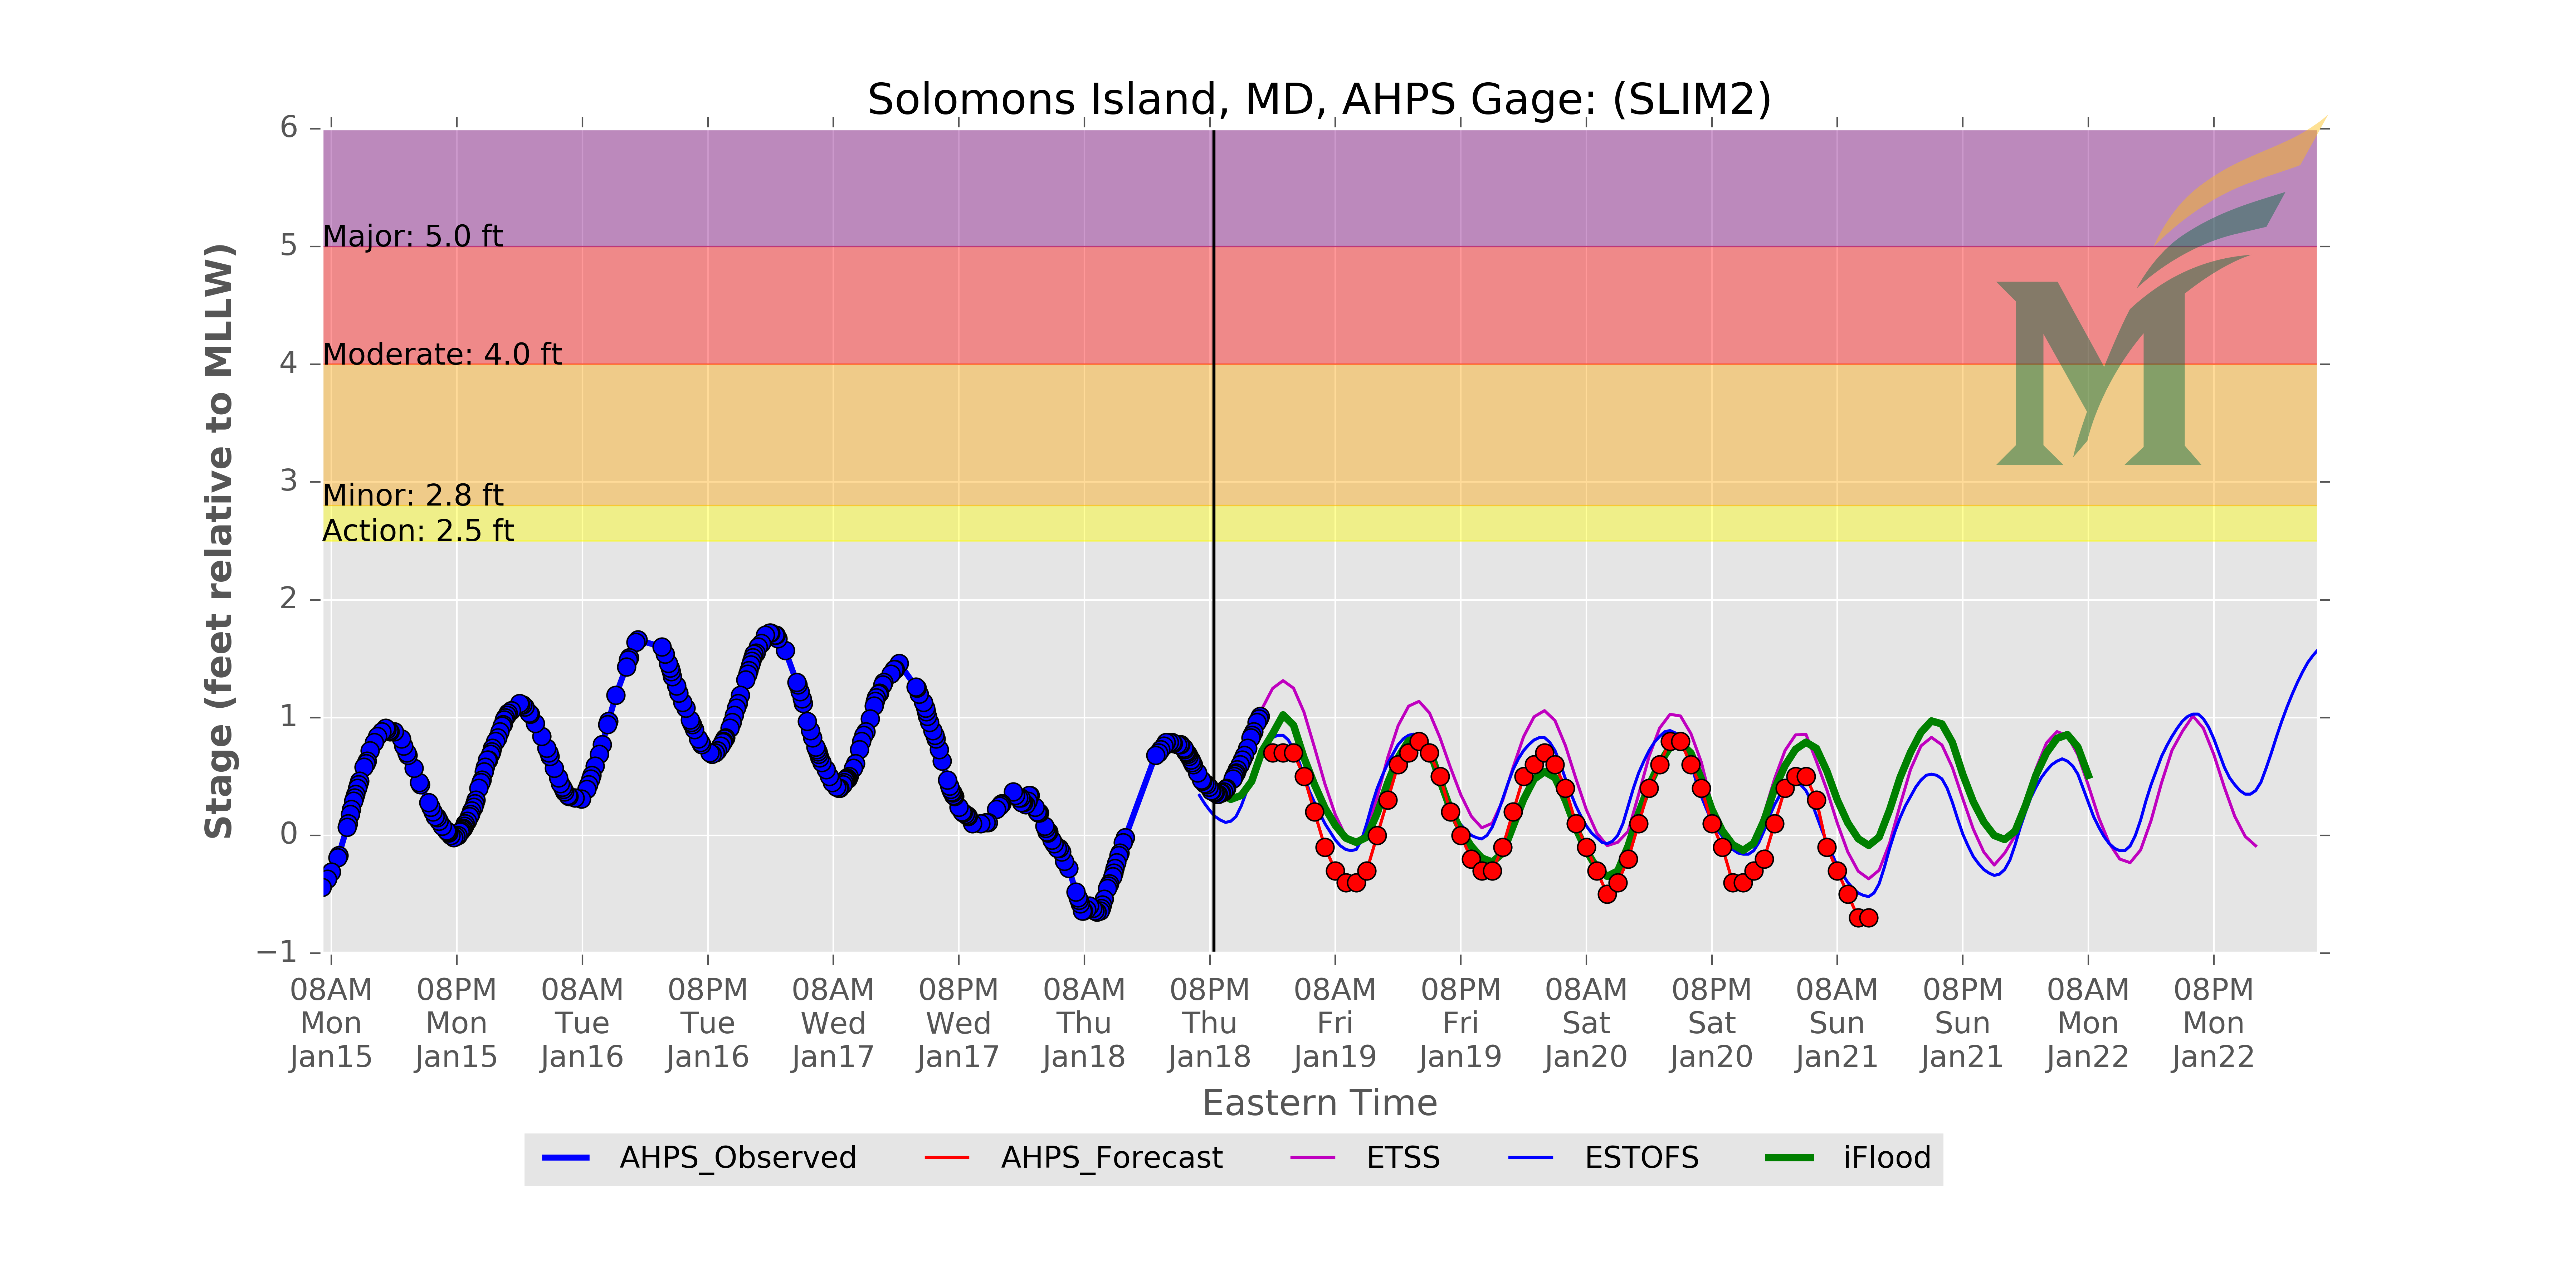 Solomons Island, MD, AHPS Gage: (SLIM2)
Stage (feet relative to MLLW)
6
5
4
3
2
1
0
−1
Major: 5.0 ft
Moderate: 4.0 ft
Minor: 2.8 ft
Action: 2.5 ft
08AM 08PM 08AM 08PM 08AM 08PM 08AM 08PM 08AM 08PM 08AM 08PM 08AM 08PM 08AM 08PM
Mon Mon Tue Tue Wed Wed Thu Thu Fri Fri Sat Sat Sun Sun Mon Mon
Jan15 Jan15 Jan16 Jan16 Jan17 Jan17 Jan18 Jan18 Jan19 Jan19 Jan20 Jan20 Jan21 Jan21 Jan22 Jan22
Eastern Time
AHPS_Observed AHPS_Forecast ETSS ESTOFS iFlood